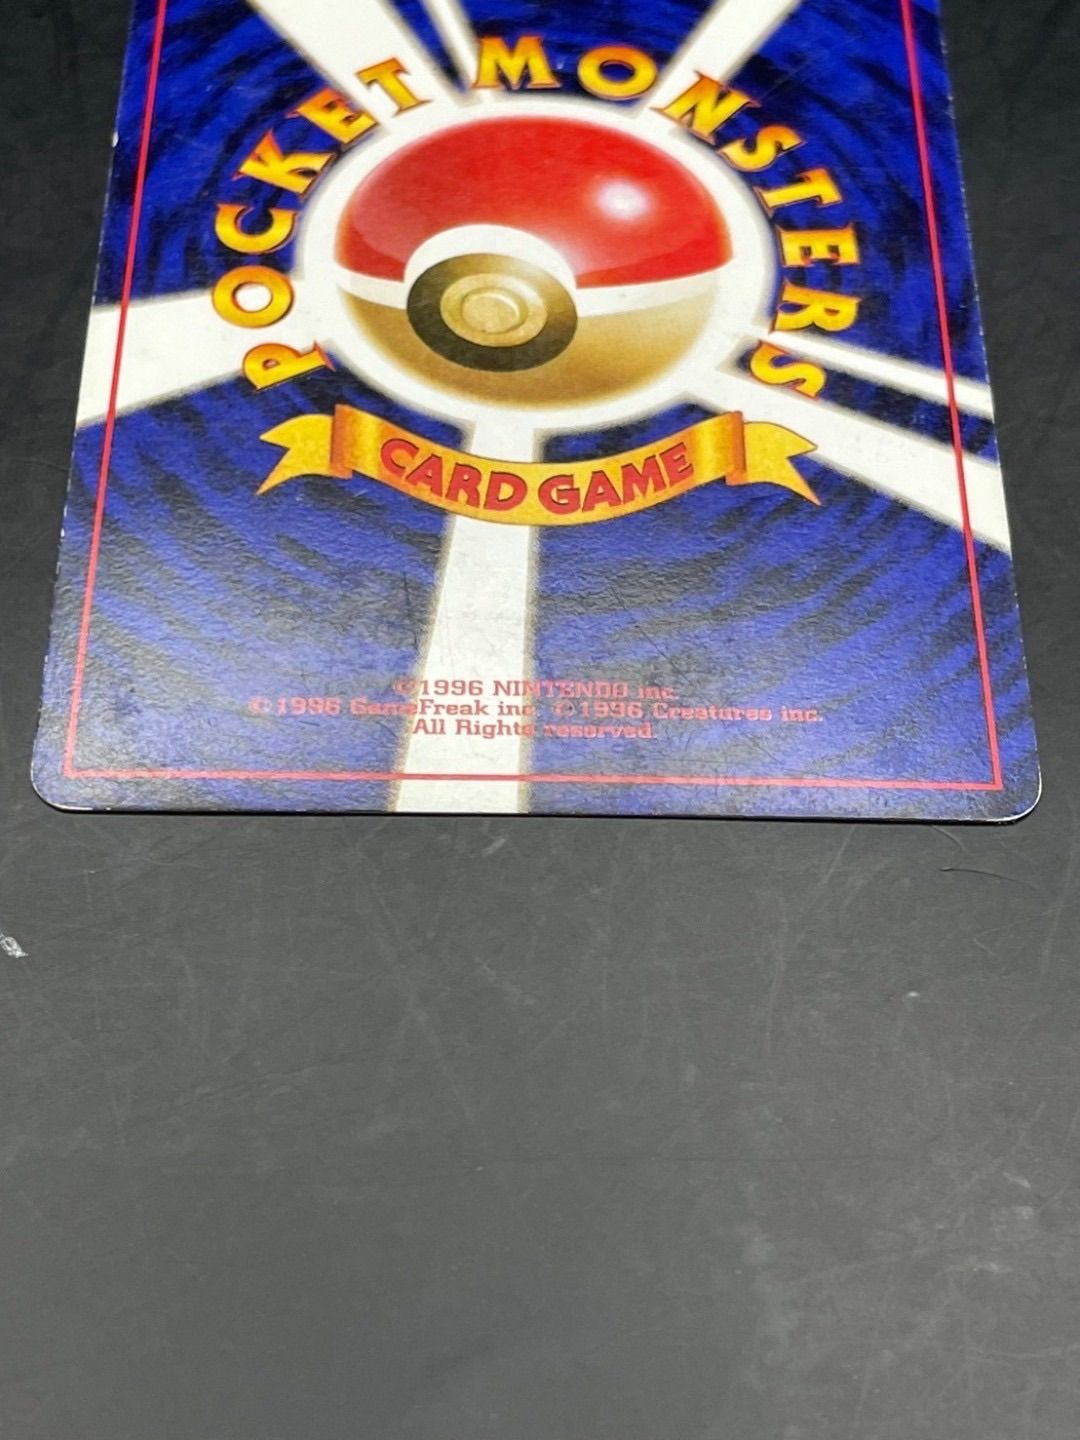 POCKET MONSTERS
CARD GAME
©1996 NINTENDO inc.
©1996 GameFreak inc. ©1996 Creatures inc.
All Rights reserved.